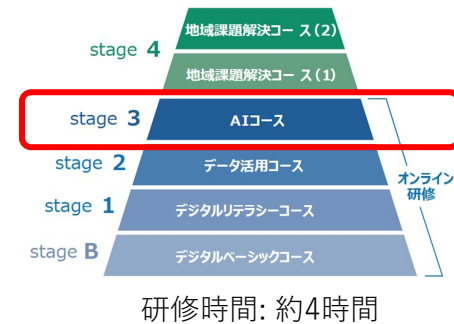 stage 4
地域課題解決コース(2)
地域課題解決コース(1)
stage 3
AIコース
stage 2
データ活用コース
stage 1
デジタルリテラシーコース
stage B
デジタルベーシックコース
オンライン
研修
研修時間: 約4時間